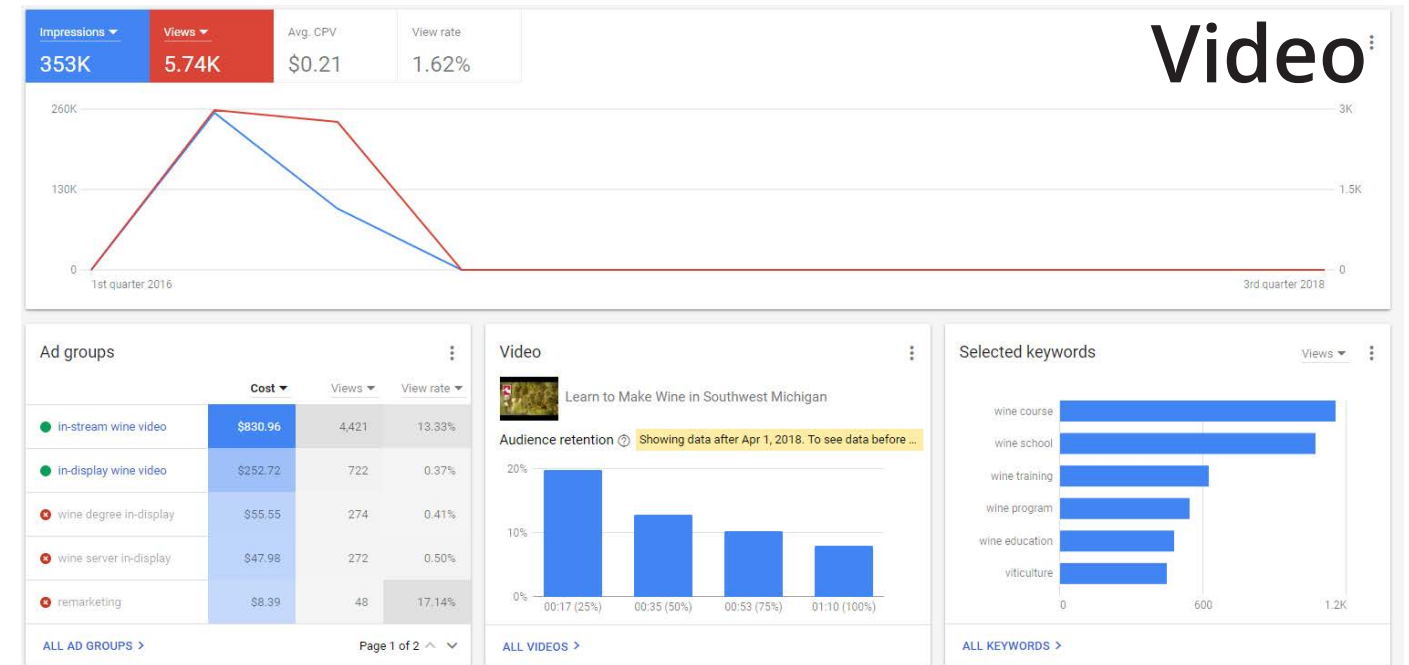 Impressions
Views
Avg. CPV
View rate
Video
353K
5.74K
$0.21
1.62%
260K
3K
130K
1.5K
0
0
1st quarter 2016
3rd quarter 2018
Ad groups
Cost
Views
View rate
in-stream wine video $830.96 4,421 13.33%
in-display wine video $252.72 722 0.37%
wine degree in-display $55.55 274 0.41%
wine server in-display $47.98 272 0.50%
remarketing $8.39 48 17.14%
ALL AD GROUPS
Page 1 of 2
Video
Learn to Make Wine in Southwest Michigan
Audience retention
Showing data after Apr 1, 2018. To see data before ...
20%
10%
0%
00:17 (25%)
00:35 (50%)
00:53 (75%)
01:10 (100%)
ALL VIDEOS
Selected keywords
Views
wine course
wine school
wine training
wine program
wine education
viticulture
0
600
1.2K
ALL KEYWORDS